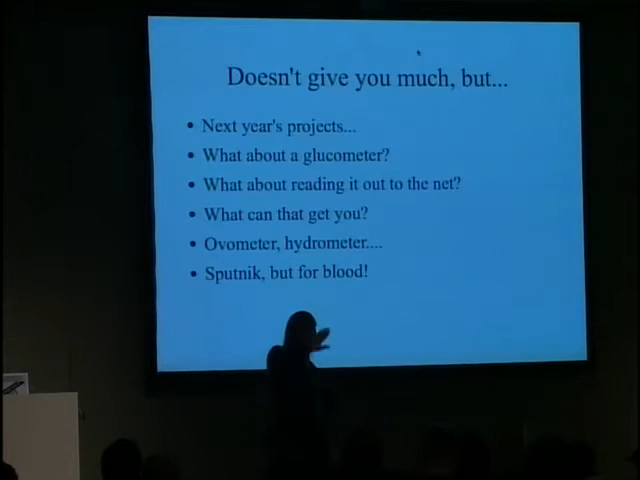 Doesn't give you much, but...
• Next year's projects...
• What about a glucometer?
• What about reading it out to the net?
• What can that get you?
• Ovometer, hydrometer....
• Sputnik, but for blood!